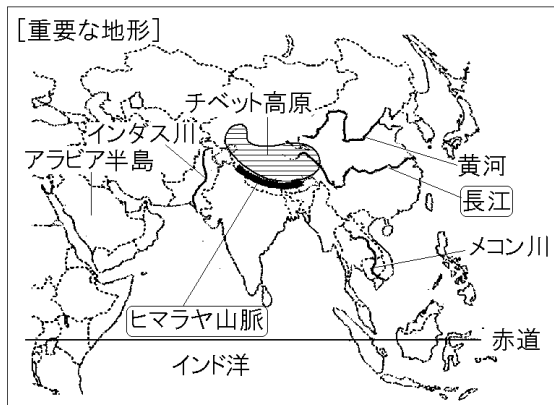 [重要な地形]
チベット高原
インダス川
アラビア半島
黄河
長江
メコン川
ヒマラヤ山脈
赤道
インド洋